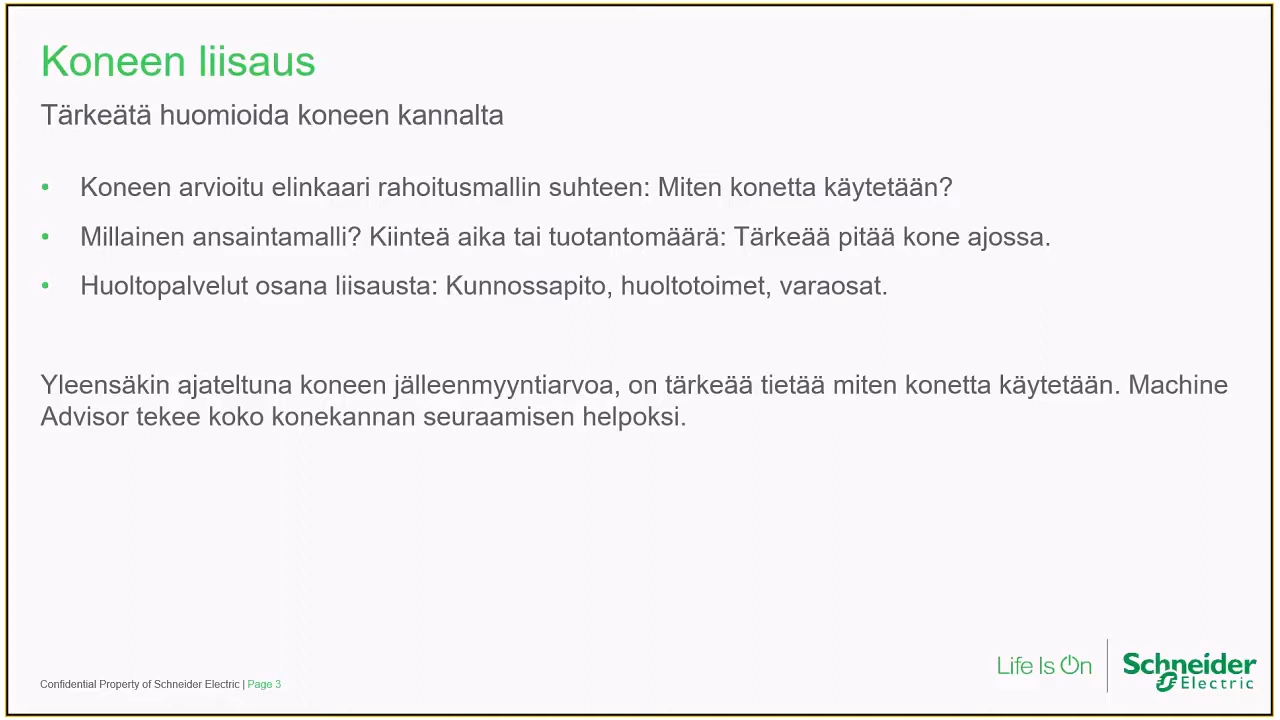 Koneen liisaus
Tärkeätä huomioida koneen kannalta
• Koneen arvioitu elinkaari rahoitusmallin suhteen: Miten konetta käytetään?
• Millainen ansaintamalli? Kiinteä aika tai tuotantomäärä: Tärkeää pitää kone ajossa.
• Huoltopalvelut osana liisausta: Kunnossapito, huoltotoimet, varaosat.
Yleensäkin ajateltuna koneen jälleenmyyntiarvoa, on tärkeää tietää miten konetta käytetään. Machine
Advisor tekee koko konekannan seuraamisen helpoksi.
Confidential Property of Schneider Electric | Page 3
Life Is On
Schneider
Electric